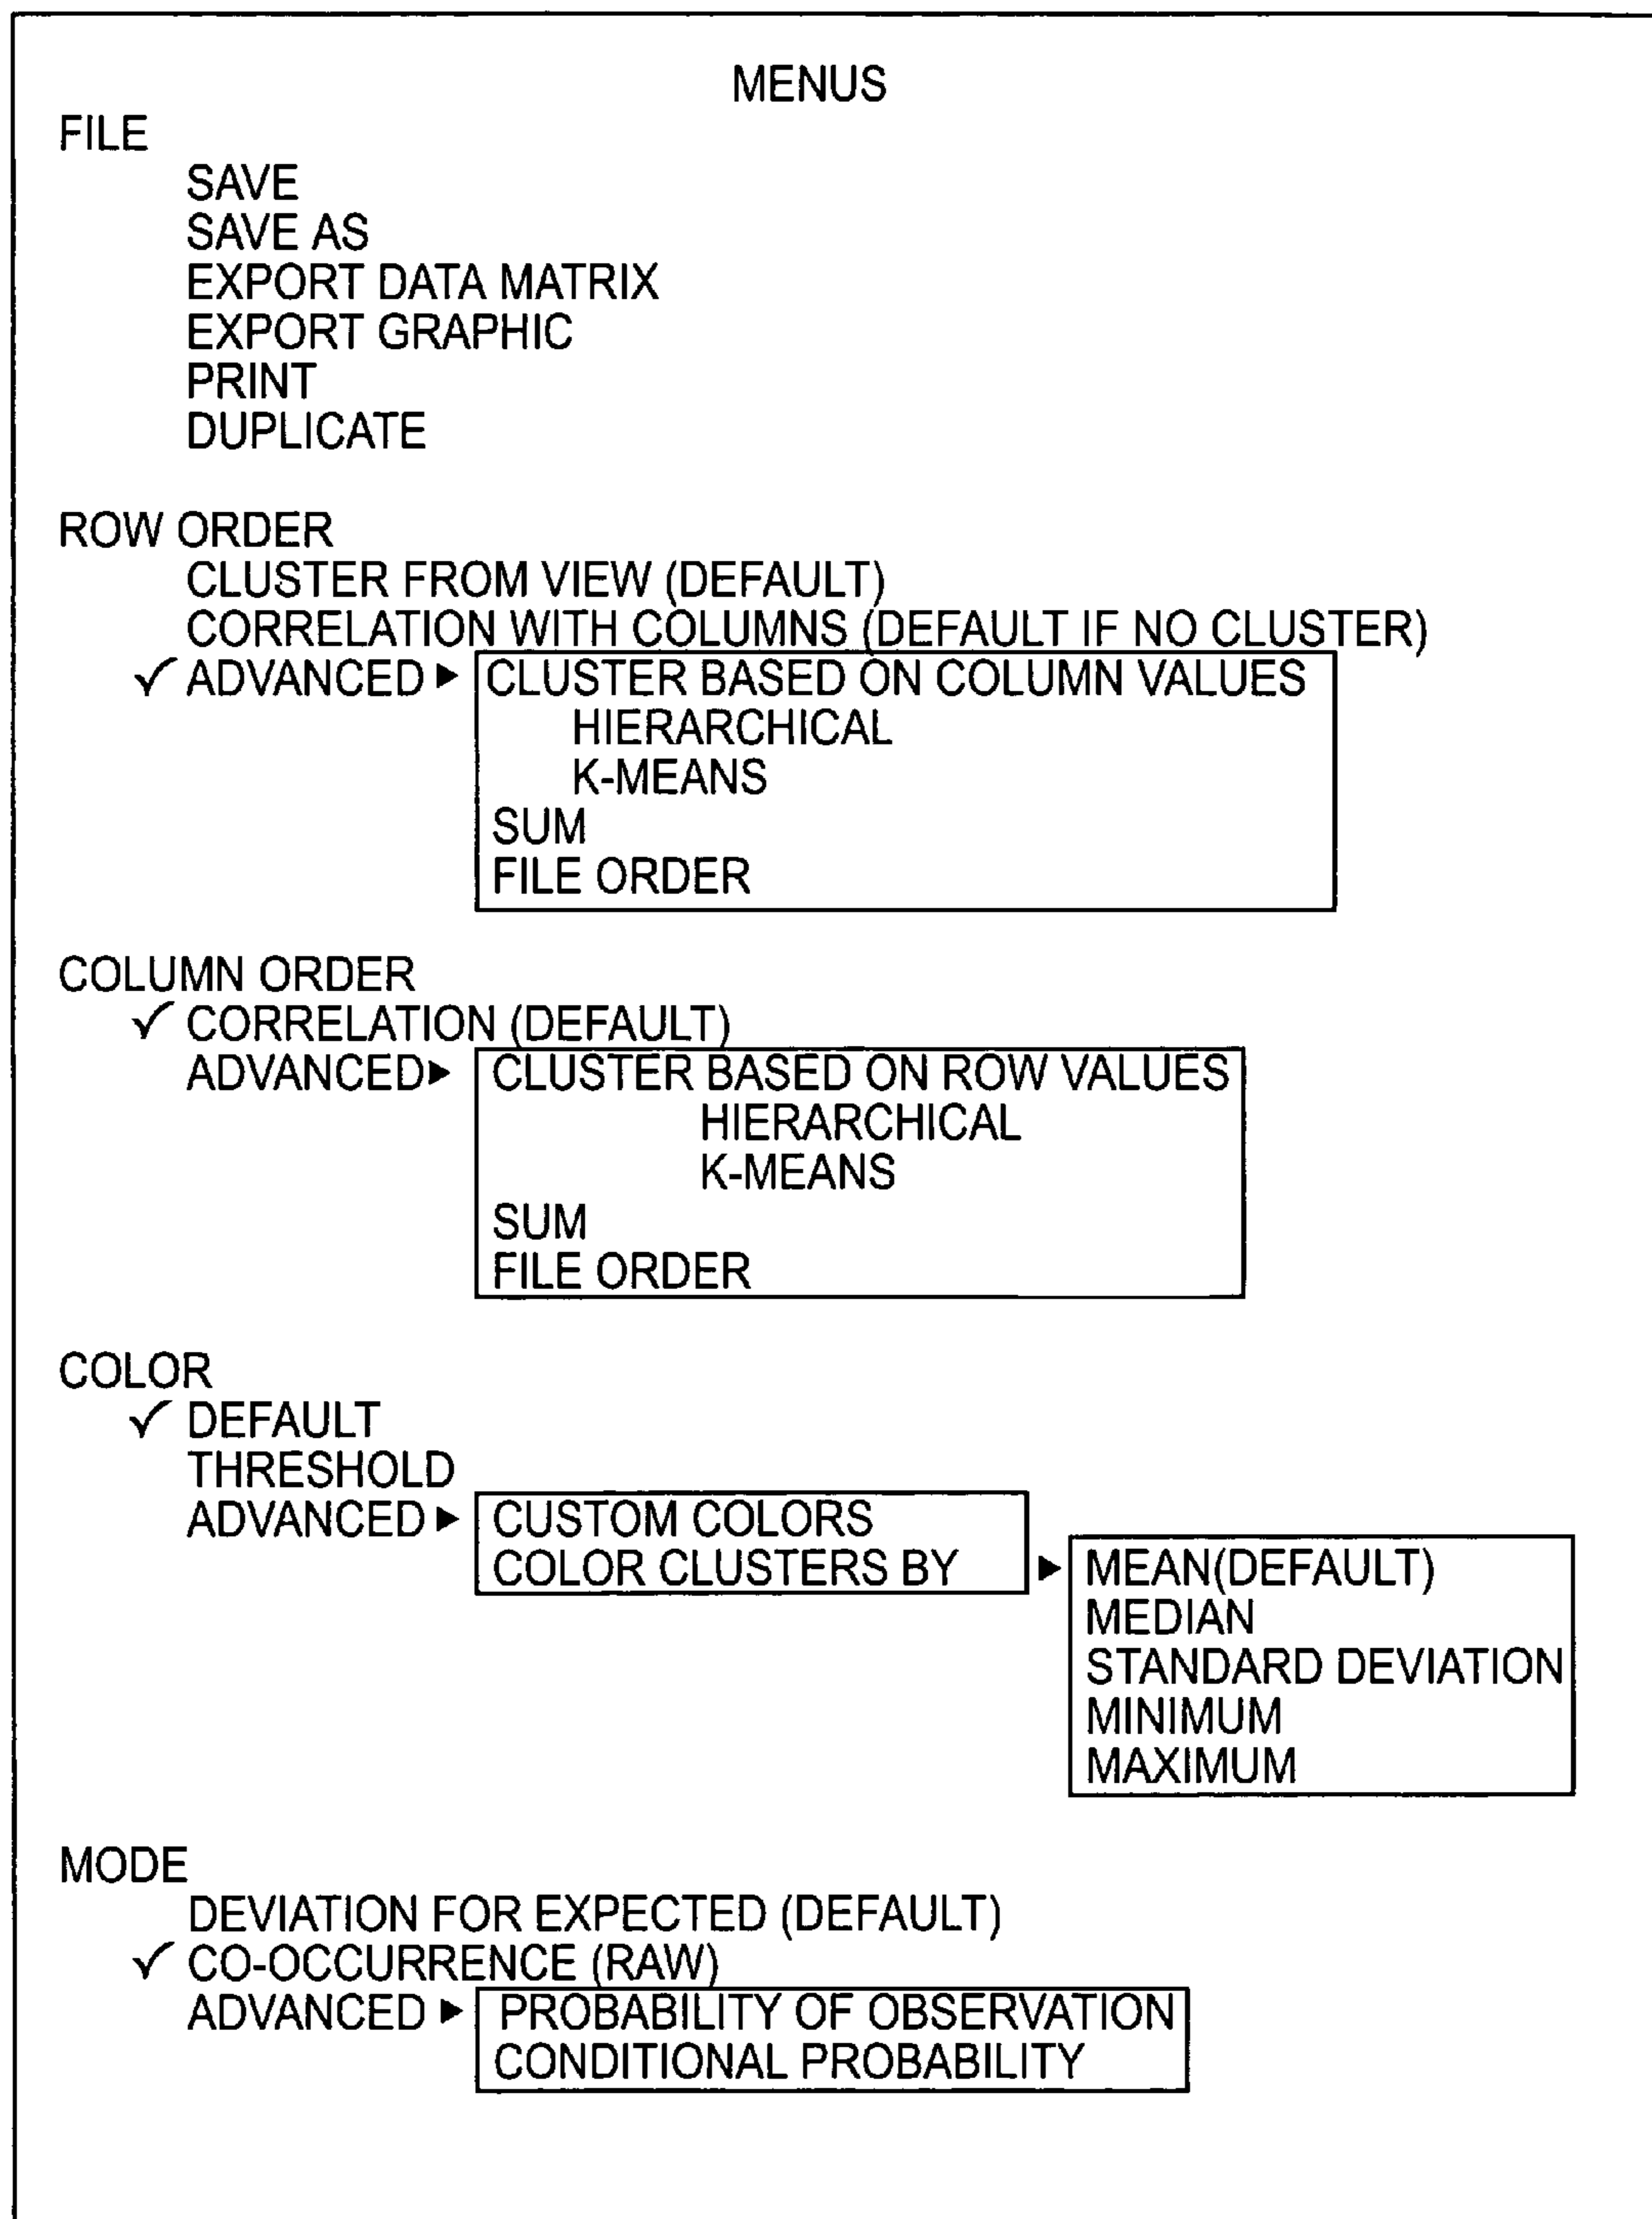 MENUS
FILE
SAVE
SAVE AS
EXPORT DATA MATRIX
EXPORT GRAPHIC
PRINT
DUPLICATE
ROW ORDER
CLUSTER FROM VIEW (DEFAULT)
CORRELATION WITH COLUMNS (DEFAULT IF NO CLUSTER)
✓ ADVANCED ▶ CLUSTER BASED ON COLUMN VALUES
HIERARCHICAL
K-MEANS
SUM
FILE ORDER
COLUMN ORDER
✓ CORRELATION (DEFAULT)
ADVANCED ▶ CLUSTER BASED ON ROW VALUES
HIERARCHICAL
K-MEANS
SUM
FILE ORDER
COLOR
✓ DEFAULT
THRESHOLD
ADVANCED ▶ CUSTOM COLORS
COLOR CLUSTERS BY ▶ MEAN(DEFAULT)
MEDIAN
STANDARD DEVIATION
MINIMUM
MAXIMUM
MODE
DEVIATION FOR EXPECTED (DEFAULT)
✓ CO-OCCURRENCE (RAW)
ADVANCED ▶ PROBABILITY OF OBSERVATION
CONDITIONAL PROBABILITY